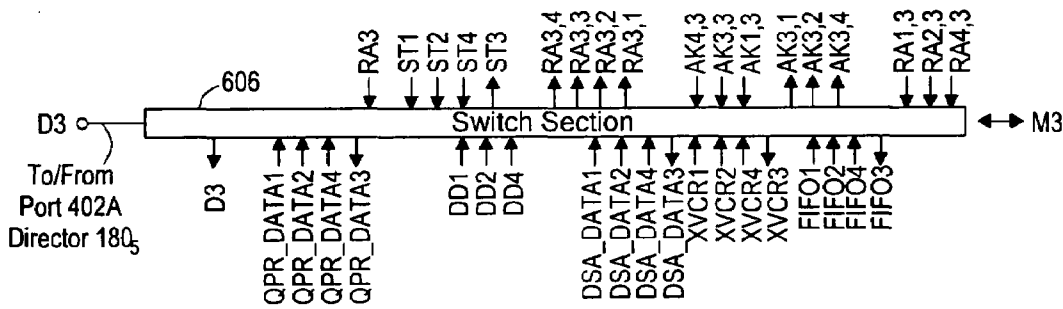 606
RA3
ST1
ST2
ST4
ST3
RA3,4
RA3,3
RA3,2
RA3,1
AK4,3
AK3,3
AK1,3
AK3,1
AK3,2
AK3,4
RA1,3
RA2,3
RA4,3
D3
Switch Section
M3
To/From
Port 402A
Director 180₅
D3
QPR_DATA1
QPR_DATA2
QPR_DATA4
QPR_DATA3
DD1
DD2
DD4
DSA_DATA1
DSA_DATA2
DSA_DATA4
DSA_DATA3
XVCR1
XVCR2
XVCR4
XVCR3
FIFO1
FIFO2
FIFO4
FIFO3